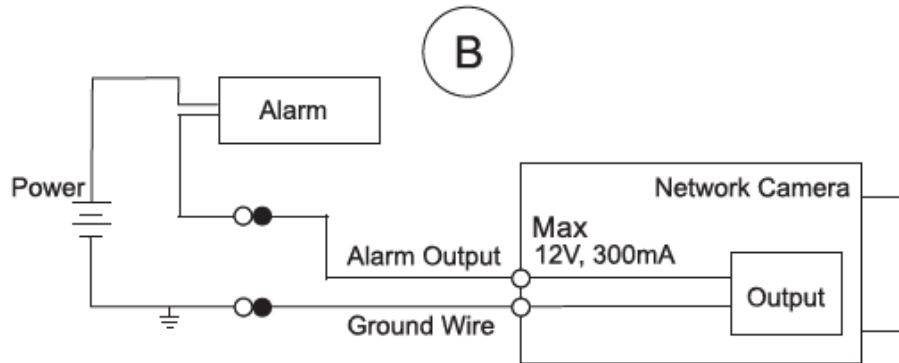 B
Alarm
Power
Network Camera
Max
12V, 300mA
Alarm Output
Output
Ground Wire